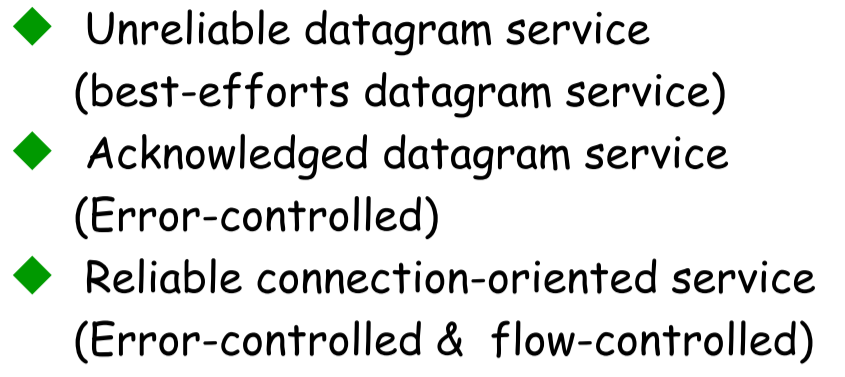 Unreliable datagram service
(best-efforts datagram service)
Acknowledged datagram service
(Error-controlled)
Reliable connection-oriented service
(Error-controlled & flow-controlled)